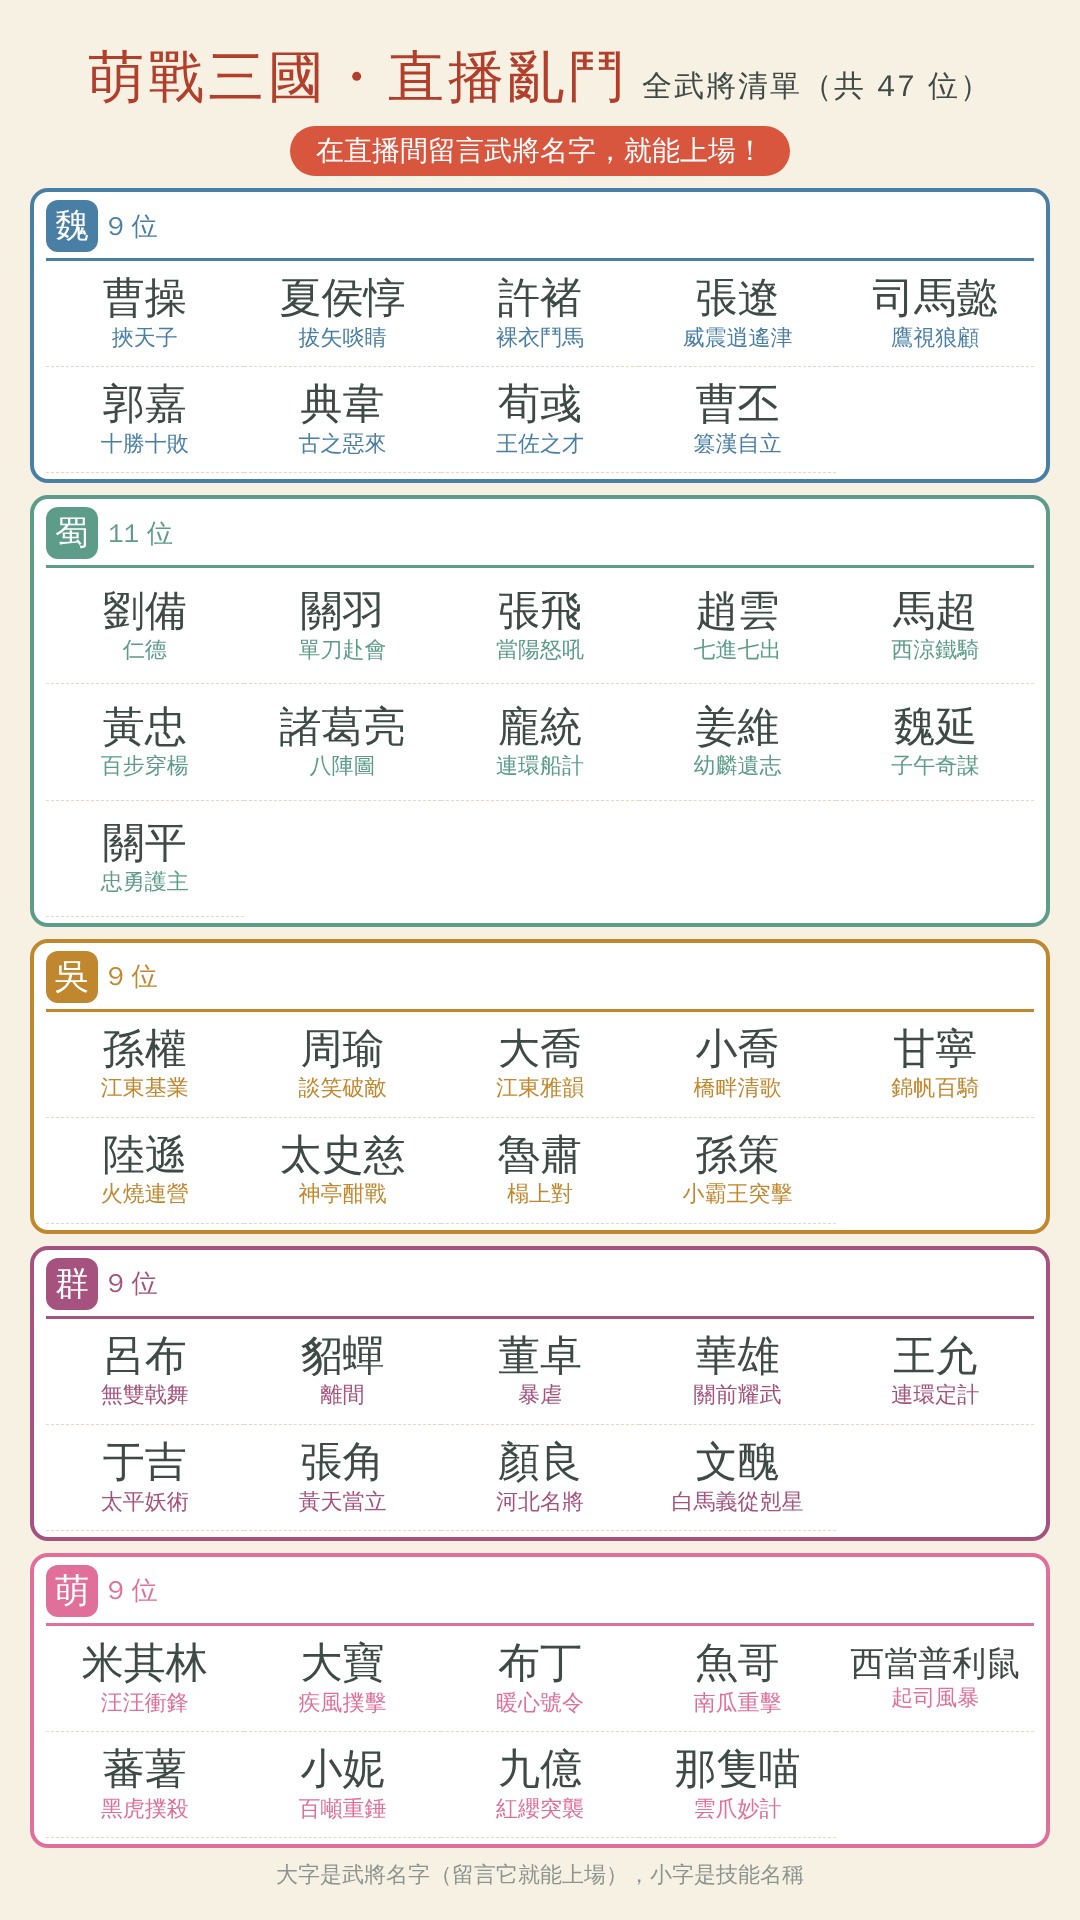 萌戰三國・直播亂鬥 全武將清單（共 47 位）
在直播間留言武將名字，就能上場！
魏 9 位
曹操 夏侯惇 許褚 張遼 司馬懿
挾天子 拔矢啖睛 裸衣鬥馬 威震逍遙津 鷹視狼顧
郭嘉 典韋 荀彧 曹丕
十勝十敗 古之惡來 王佐之才 篡漢自立
蜀 11 位
劉備 關羽 張飛 趙雲 馬超
仁德 單刀赴會 當陽怒吼 七進七出 西涼鐵騎
黃忠 諸葛亮 龐統 姜維 魏延
百步穿楊 八陣圖 連環船計 幼麟遺志 子午奇謀
關平
忠勇護主
吳 9 位
孫權 周瑜 大喬 小喬 甘寧
江東基業 談笑破敵 江東雅韻 橋畔清歌 錦帆百騎
陸遜 太史慈 魯肅 孫策
火燒連營 神亭酣戰 榻上對 小霸王突擊
群 9 位
呂布 貂蟬 董卓 華雄 王允
無雙戟舞 離間 暴虐 關前耀武 連環定計
于吉 張角 顏良 文醜
太平妖術 黃天當立 河北名將 白馬義從剋星
萌 9 位
米其林 大寶 布丁 魚哥 西當普利鼠
汪汪衝鋒 疾風撲擊 暖心號令 南瓜重擊 起司風暴
蕃薯 小妮 九億 那隻喵
黑虎撲殺 百噸重錘 紅纓突襲 雲爪妙計
大字是武將名字（留言它就能上場），小字是技能名稱